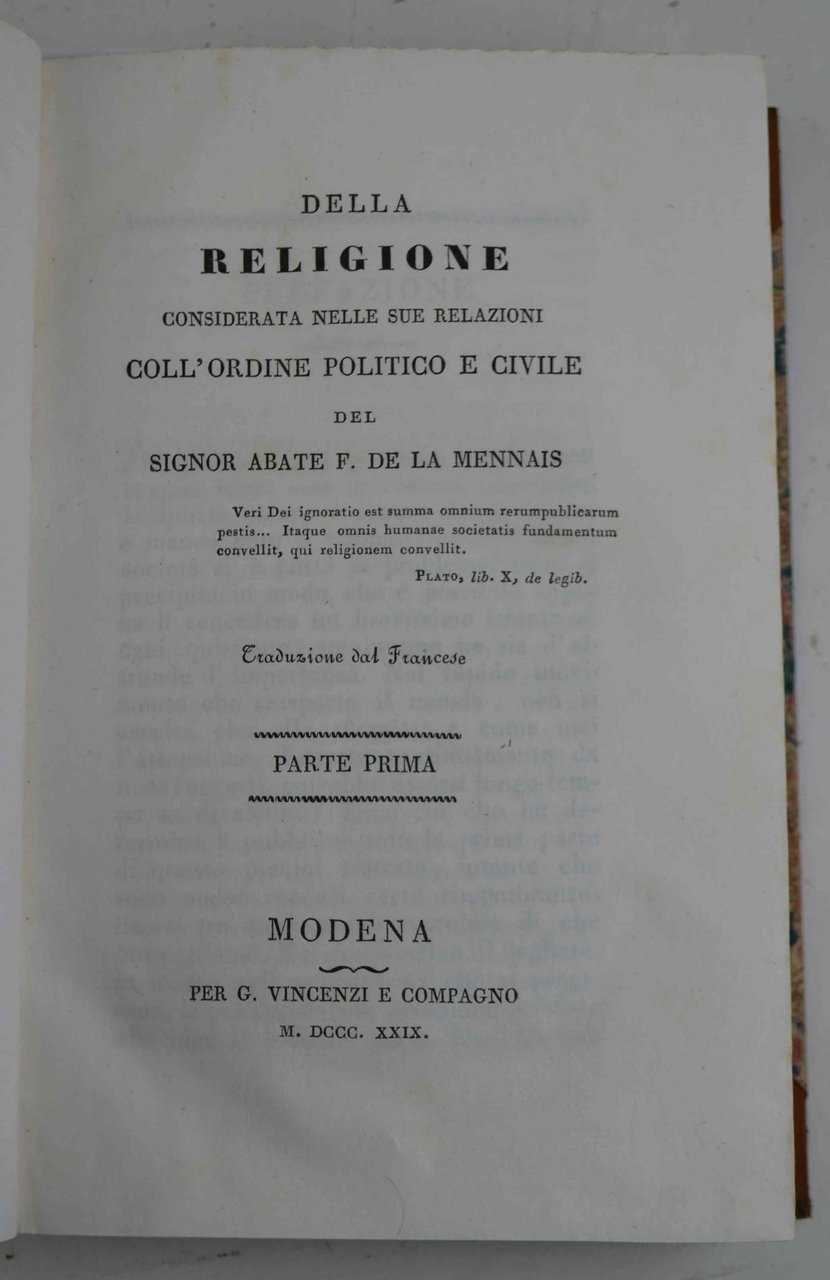 DELLA
RELIGIONE
CONSIDERATA NELLE SUE RELAZIONI
COLL' ORDINE POLITICO E CIVILE
DEL
SIGNOR ABATE F. DE LA MENNAIS
Veri Dei ignoratio est summa omnium rerumpublicarum
pestis... Itaque omnis humanae societatis fundamentum
convellit, qui religionem convellit.
PLATO, lib. X, de legib.
Traduzione dal Francese
PARTE PRIMA
MODENA
PER G. VINCENZI E COMPAGNO
M. DCCC. XXIX.